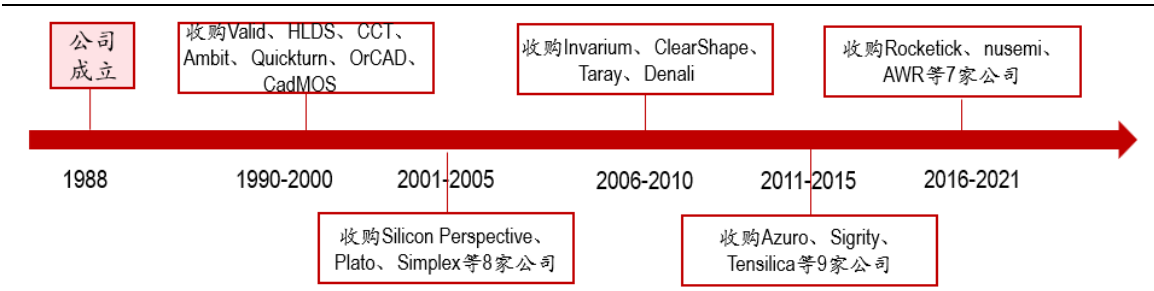 公司
成立
收购Valid、HLDS、CCT、
Ambit、Quickturn、OrCAD、
CadMOS
收购Invarium、ClearShape、
Taray、Denali
收购Rocketick、nusemi、
AWR等7家公司
1988
1990-2000
2001-2005
2006-2010
2011-2015
2016-2021
收购Silicon Perspective、
Plato、Simplex等8家公司
收购Azuro、Sigrity、
Tensilica等9家公司